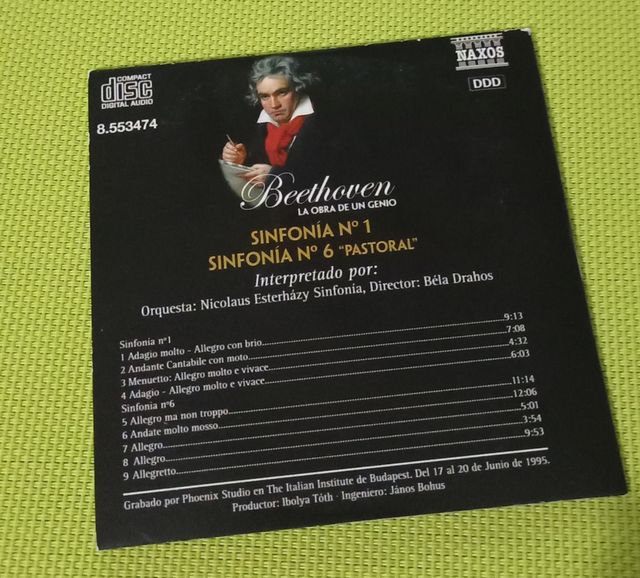 COMPACT
disc
DIGITAL AUDIO
8.553474
NAXOS
DDD
Beethoven
LA OBRA DE UN GENIO
SINFONÍA Nº 1
SINFONÍA Nº 6 "PASTORAL"
Interpretado por:
Orquesta: Nicolaus Esterházy Sinfonía, Director: Béla Drahos
Sinfonía nº1
1 Adagio molto - Allegro con brio 9:13
2 Andante Cantabile con moto 7:08
3 Menuetto: Allegro molto e vivace 4:32
4 Adagio - Allegro molto e vivace 6:03
Sinfonia nº6
5 Allegro ma non troppo 11:14
6 Andate molto mosso 12:06
7 Allegro 5:01
8 Allegro 3:54
9 Allegretto 9:53
Grabado por Phoenix Studio en The Italian Institute de Budapest. Del 17 al 20 de Junio de 1995.
Productor: Ibolya Tóth - Ingeniero: János Bohus